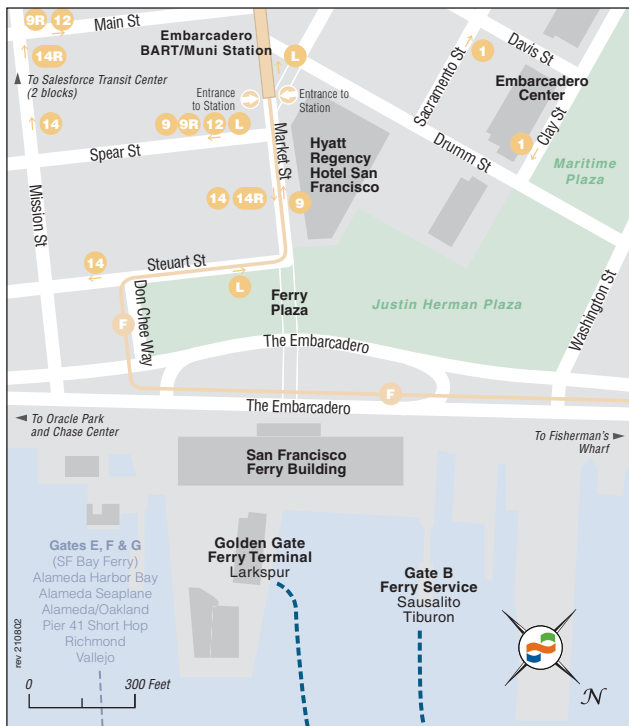 9R 12
Main St
14R
Embarcadero
BART/Muni Station
L
1
Davis St
To Salesforce Transit Center
(2 blocks)
Entrance
to Station
Entrance to
Station
Sacramento St
Embarcadero
Center
14
9 9R 12 L
Spear St
Market St
Hyatt
Regency
Hotel San
Francisco
Drumm St
1
Clay St
Maritime
Plaza
Mission St
14 14R
9
14
Steuart St
L
Don Chee Way
F
Ferry
Plaza
Justin Herman Plaza
Washington St
The Embarcadero
F
The Embarcadero
To Oracle Park
and Chase Center
To Fisherman's
Wharf
San Francisco
Ferry Building
Gates E, F & G
(SF Bay Ferry)
Alameda Harbor Bay
Alameda Seaplane
Alameda/Oakland
Pier 41 Short Hop
Richmond
Vallejo
Golden Gate
Ferry Terminal
Larkspur
Gate B
Ferry Service
Sausalito
Tiburon
rev 210802
0 300 Feet
N